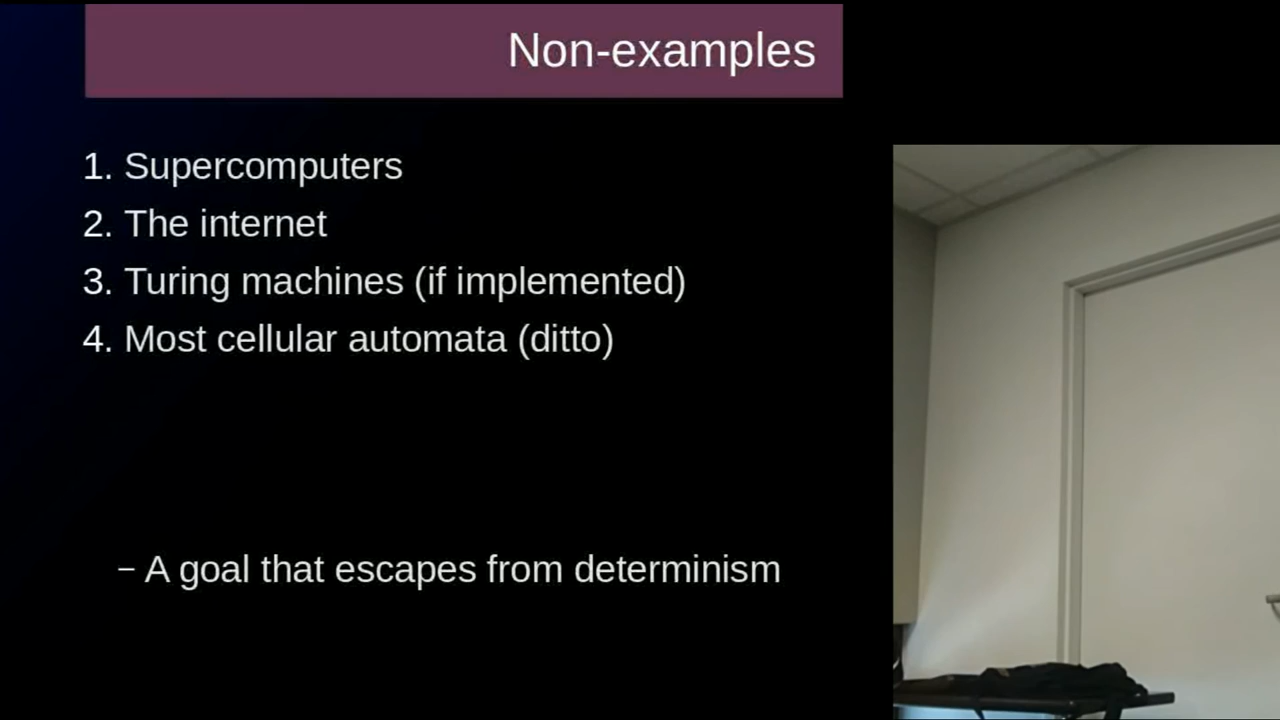 Non-examples
1. Supercomputers
2. The internet
3. Turing machines (if implemented)
4. Most cellular automata (ditto)
– A goal that escapes from determinism